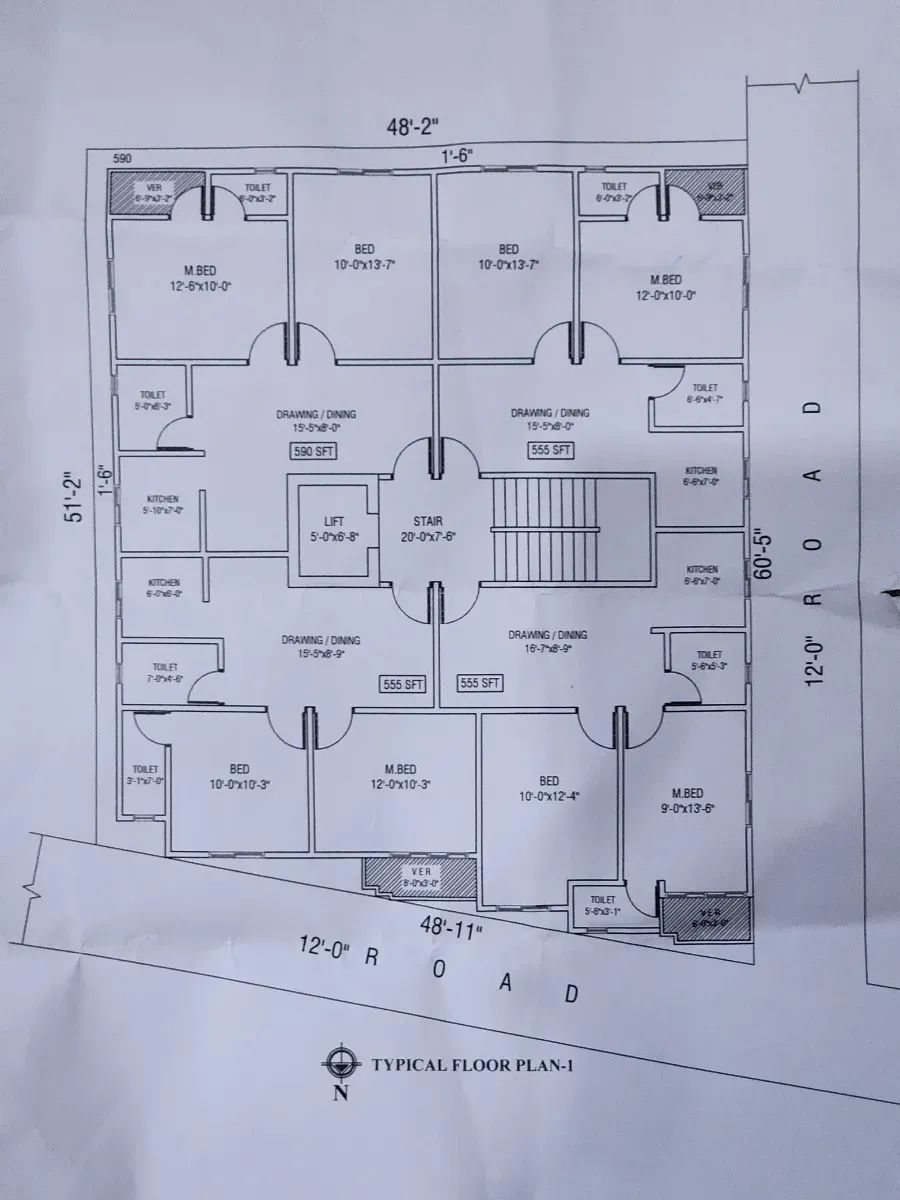 48'-2"
590
1'-6"
VER
6'-9"x3'-2"
TOILET
6'-0"x3'-2"
TOILET
6'-0"x3'-2"
VER
BED
10'-0"x13'-7"
BED
10'-0"x13'-7"
M.BED
12'-6"x10'-0"
M.BED
12'-0"x10'-0"
TOILET
5'-0"x6'-3"
DRAWING / DINING
15'-5"x8'-0"
590 SFT
DRAWING / DINING
15'-5"x8'-0"
555 SFT
TOILET
6'-6"x4'-7"
51'-2"
1'-6"
KITCHEN
5'-10"x7'-0"
KITCHEN
6'-6"x7'-0"
LIFT
5'-0"x6'-8"
STAIR
20'-0"x7'-6"
60'-5"
12'-0" ROAD
KITCHEN
6'-0"x6'-0"
KITCHEN
6'-6"x7'-0"
DRAWING / DINING
15'-5"x8'-9"
555 SFT
DRAWING / DINING
16'-7"x8'-9"
555 SFT
TOILET
7'-0"x4'-6"
TOILET
5'-6"x5'-3"
TOILET
3'-1"x7'-0"
BED
10'-0"x10'-3"
M.BED
12'-0"x10'-3"
BED
10'-0"x12'-4"
M.BED
9'-0"x13'-6"
VER
8'-0"x3'-0"
TOILET
5'-6"x3'-1"
VER
48'-11"
12'-0" ROAD
TYPICAL FLOOR PLAN-1
N